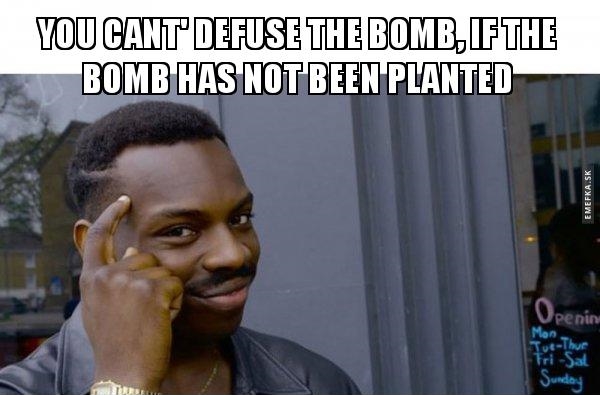 YOU CANT' DEFUSE THE BOMB, IF THE
BOMB HAS NOT BEEN PLANTED
EMEFKA.SK
Openin
Mon
Tue-Thur
Fri-Sat
Sunday